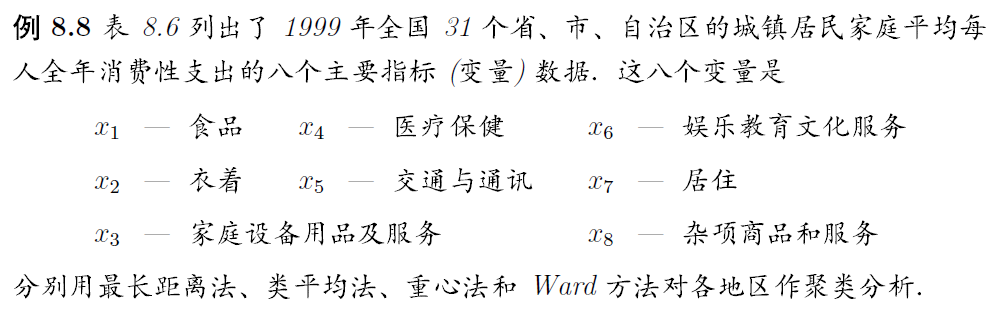 例 8.8 表 8.6 列出了 1999 年全国 31 个省、市、自治区的城镇居民家庭平均每
人全年消费性支出的八个主要指标 (变量) 数据. 这八个变量是
x₁ — 食品 x₄ — 医疗保健 x₆ — 娱乐教育文化服务
x₂ — 衣着 x₅ — 交通与通讯 x₇ — 居住
x₃ — 家庭设备用品及服务 x₈ — 杂项商品和服务
分别用最长距离法、类平均法、重心法和 Ward 方法对各地区作聚类分析.